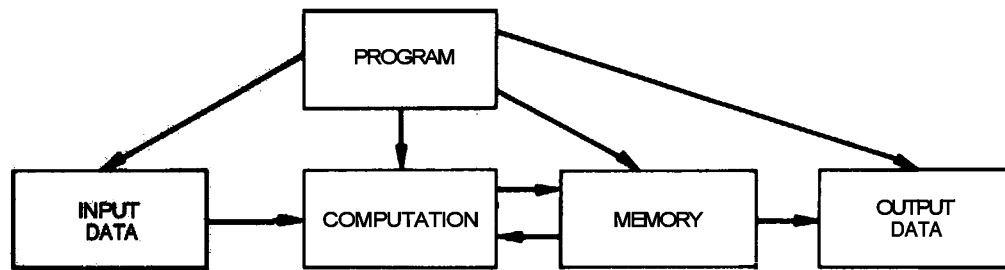 PROGRAM
INPUT
DATA
COMPUTATION
MEMORY
OUTPUT
DATA